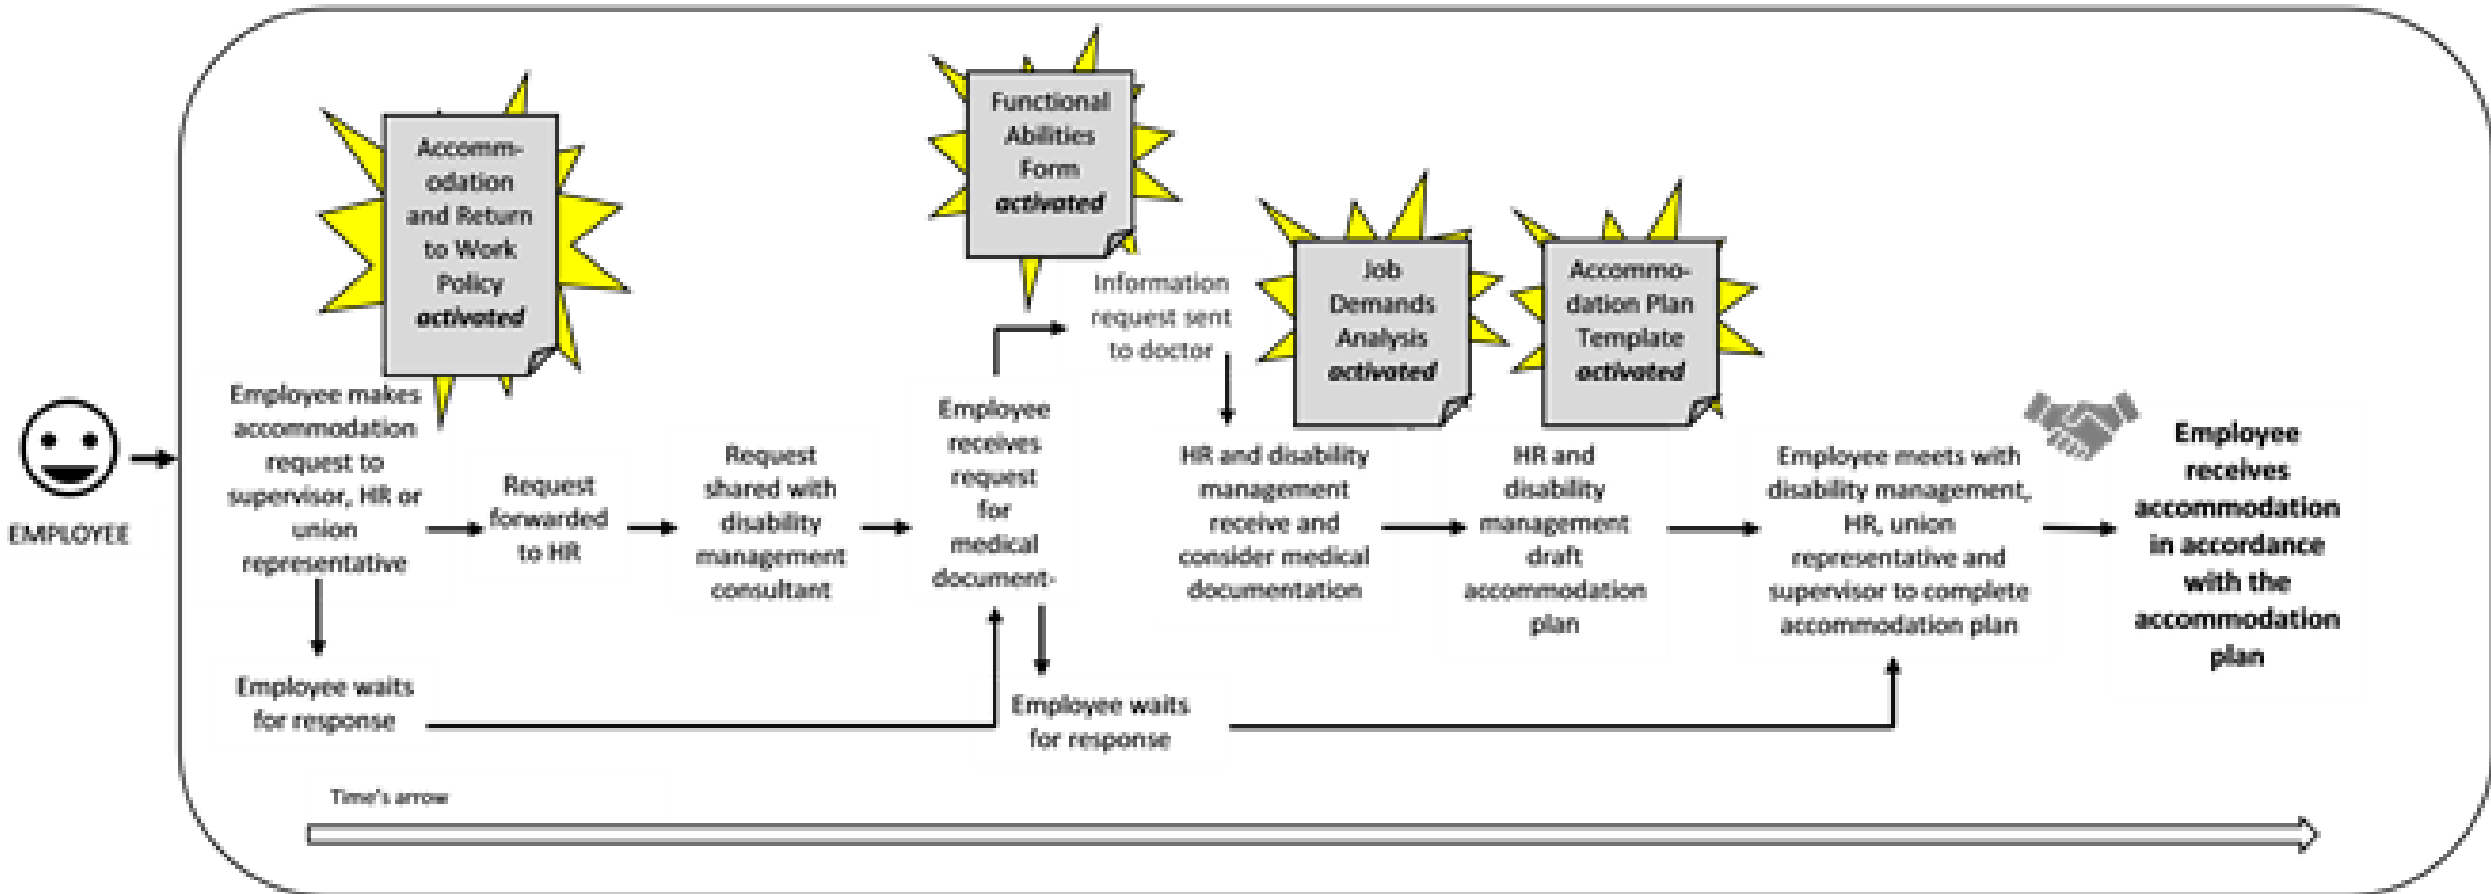 Accomm-
odation
and Return
to Work
Policy
activated
Functional
Abilities
Form
activated
Job
Demands
Analysis
activated
Accommo-
dation Plan
Template
activated
EMPLOYEE
Employee makes
accommodation
request to
supervisor, HR or
union
representative
Employee waits
for response
Request
forwarded
to HR
Request
shared with
disability
management
consultant
Employee
receives
request
for
medical
document-
Information
request sent
to doctor
Employee waits
for response
HR and disability
management
receive and
consider medical
documentation
HR and
disability
management
draft
accommodation
plan
Employee meets with
disability management,
HR, union
representative and
supervisor to complete
accommodation plan
Employee
receives
accommodation
in accordance
with the
accommodation
plan
Time's arrow